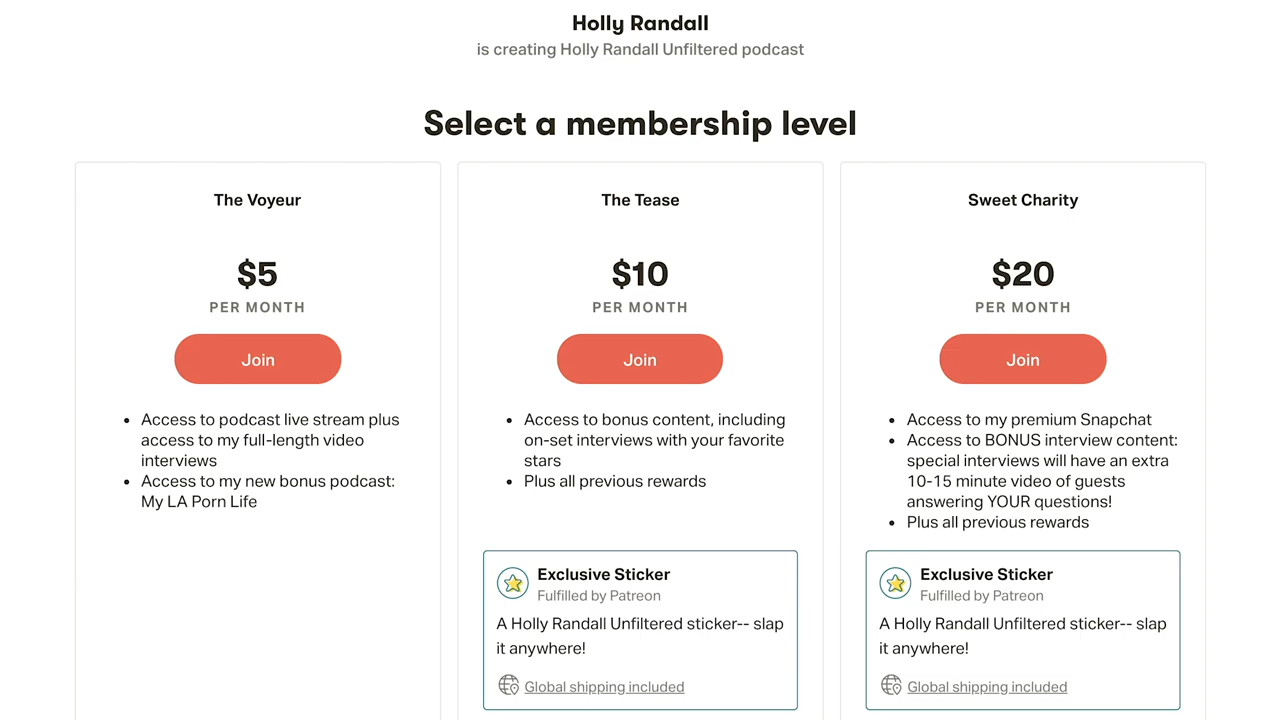 Holly Randall
is creating Holly Randall Unfiltered podcast
Select a membership level
The Voyeur
$5
PER MONTH
Join
• Access to podcast live stream plus
access to my full-length video
interviews
• Access to my new bonus podcast:
My LA Porn Life
The Tease
$10
PER MONTH
Join
• Access to bonus content, including
on-set interviews with your favorite
stars
• Plus all previous rewards
Exclusive Sticker
Fulfilled by Patreon
A Holly Randall Unfiltered sticker-- slap
it anywhere!
Global shipping included
Sweet Charity
$20
PER MONTH
Join
• Access to my premium Snapchat
• Access to BONUS interview content:
special interviews will have an extra
10-15 minute video of guests
answering YOUR questions!
• Plus all previous rewards
Exclusive Sticker
Fulfilled by Patreon
A Holly Randall Unfiltered sticker-- slap
it anywhere!
Global shipping included